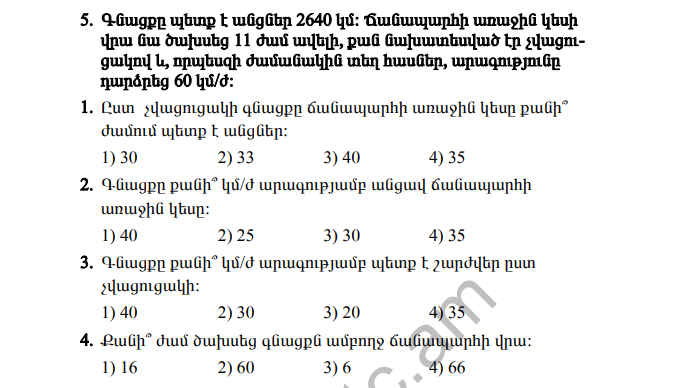 5. Գնացքը պետք է անցներ 2640 կմ: Ճանապարհի առաջին կեսի
վրա նա ծախսեց 11 ժամ ավելի, քան նախատեսված էր չվացու-
ցակով և, որպեսզի ժամանակին տեղ հասներ, արագությունը
դարձրեց 60 կմ/ժ:
1. Ըստ չվացուցակի գնացքը ճանապարհի առաջին կեսը քանի՞
ժամում պետք է անցներ:
1) 30 2) 33 3) 40 4) 35
2. Գնացքը քանի՞ կմ/ժ արագությամբ անցավ ճանապարհի
առաջին կեսը:
1) 40 2) 25 3) 30 4) 35
3. Գնացքը քանի՞ կմ/ժ արագությամբ պետք է շարժվեր ըստ
չվացուցակի:
1) 40 2) 30 3) 20 4) 35
4. Քանի՞ ժամ ծախսեց գնացքն ամբողջ ճանապարհի վրա:
1) 16 2) 60 3) 6 4) 66
c.am